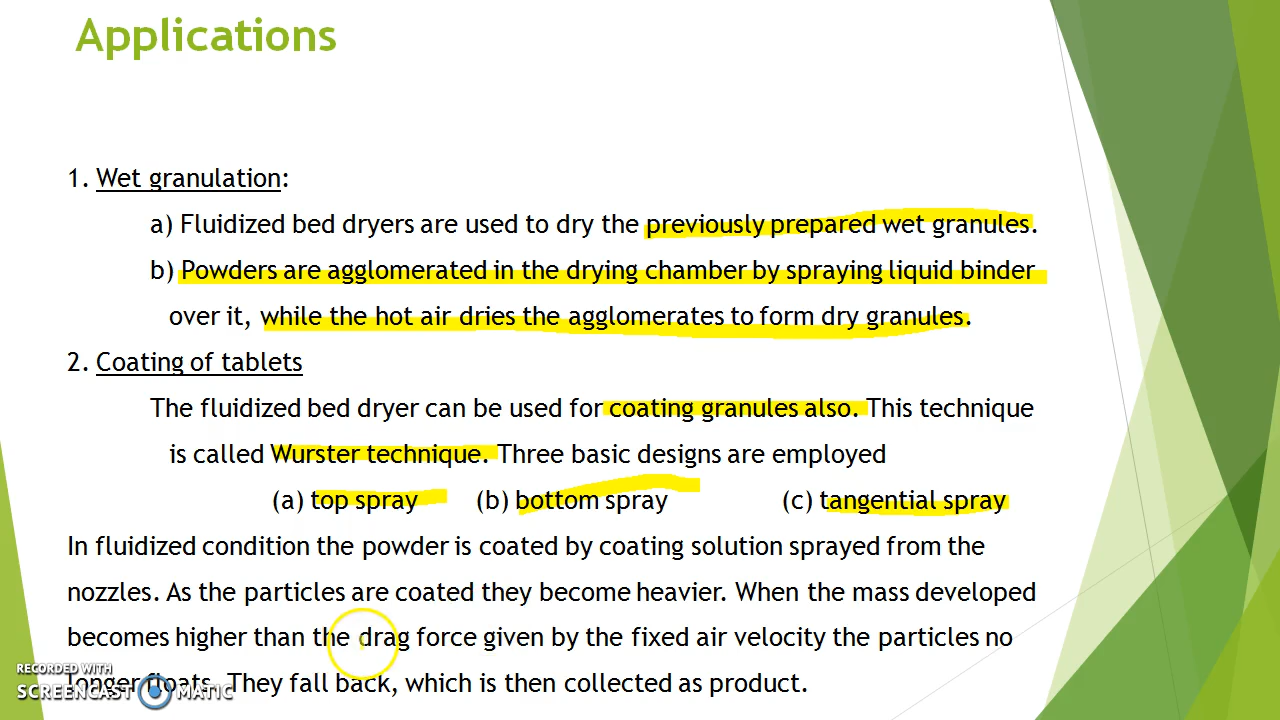 Applications
1. Wet granulation:
a) Fluidized bed dryers are used to dry the previously prepared wet granules.
b) Powders are agglomerated in the drying chamber by spraying liquid binder
over it, while the hot air dries the agglomerates to form dry granules.
2. Coating of tablets
The fluidized bed dryer can be used for coating granules also. This technique
is called Wurster technique. Three basic designs are employed
(a) top spray (b) bottom spray (c) tangential spray
In fluidized condition the powder is coated by coating solution sprayed from the
nozzles. As the particles are coated they become heavier. When the mass developed
becomes higher than the drag force given by the fixed air velocity the particles no
longer floats. They fall back, which is then collected as product.
RECORDED WITH
SCREENCAST MATIC